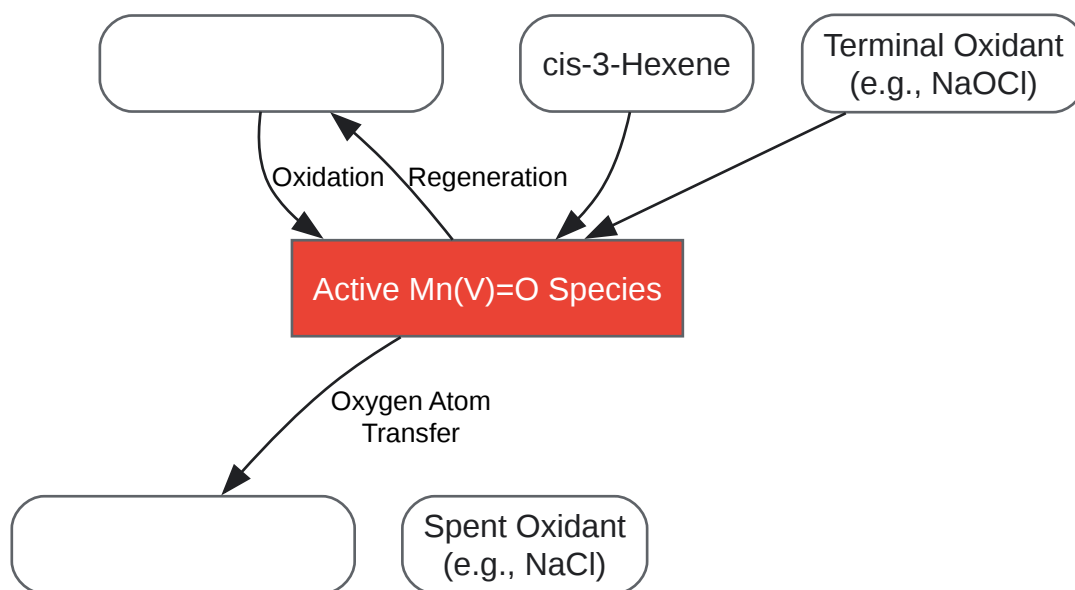 cis-3-Hexene
Terminal Oxidant
(e.g., NaOCl)
Oxidation
Regeneration
Active Mn(V)=O Species
Oxygen Atom
Transfer
Spent Oxidant
(e.g., NaCl)